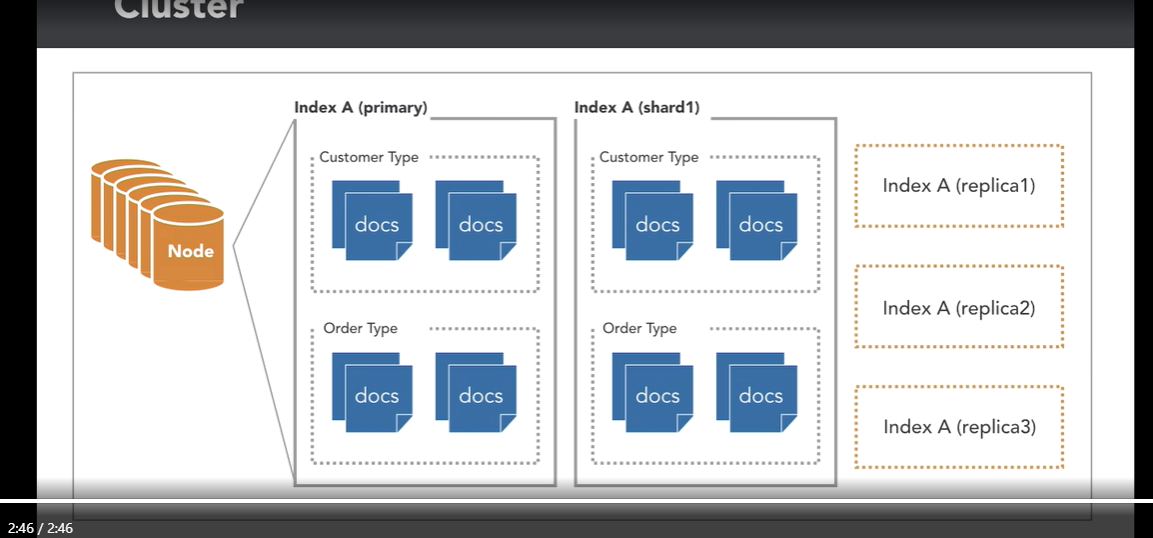 Cluster
Index A (primary)
Index A (shard1)
Customer Type
Customer Type
docs
docs
docs
docs
Index A (replica1)
Node
Index A (replica2)
Order Type
Order Type
docs
docs
docs
docs
Index A (replica3)
2:46 / 2:46